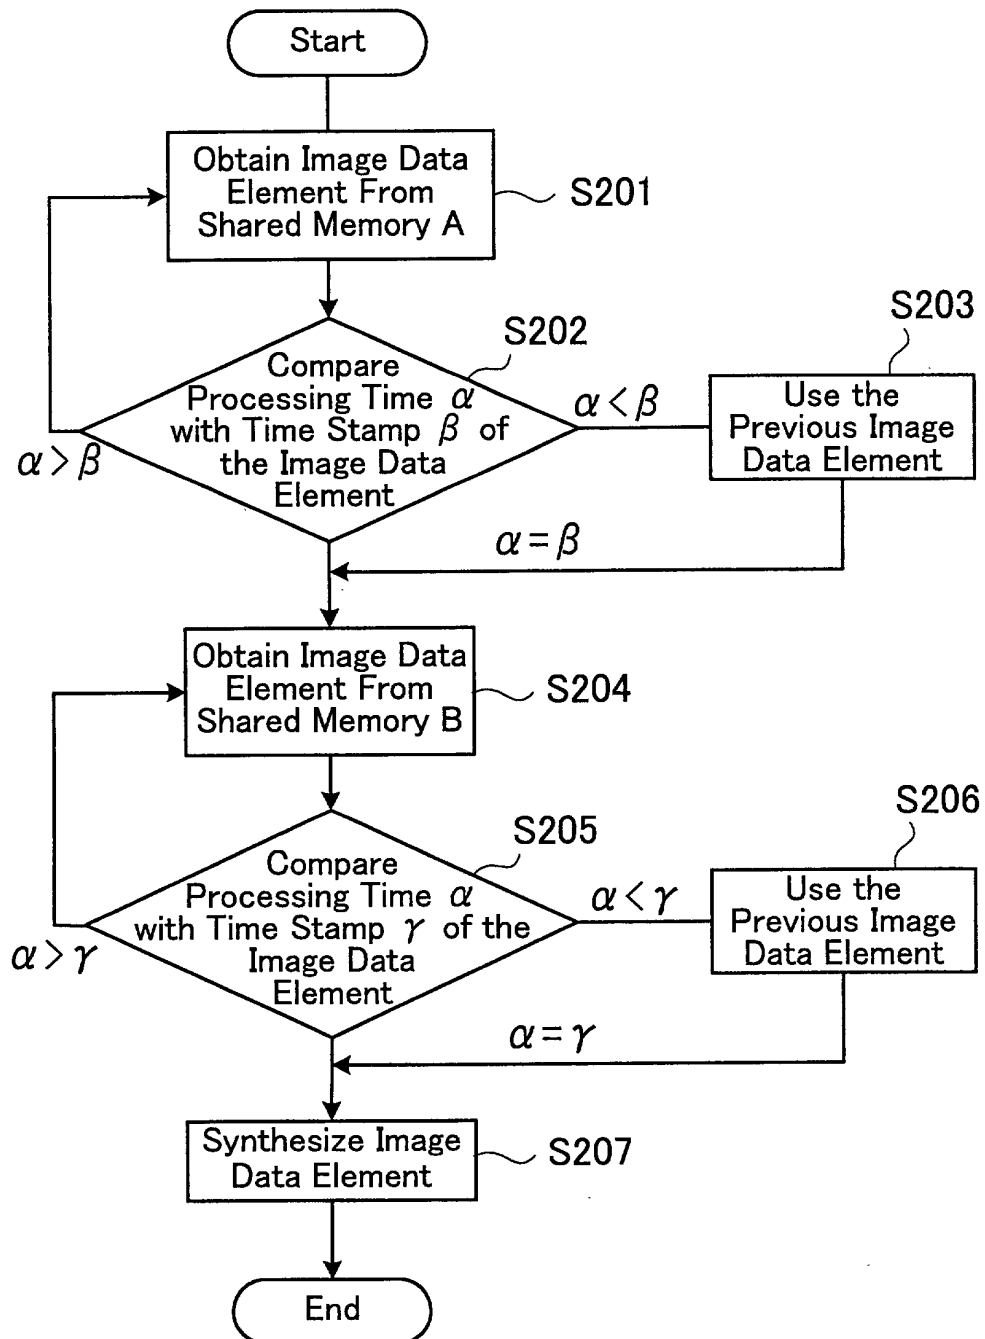 Start
Obtain Image Data
Element From
Shared Memory A
S201
S202
Compare
Processing Time α
with Time Stamp β of
the Image Data
Element
α > β
α < β
S203
Use the
Previous Image
Data Element
α = β
Obtain Image Data
Element From
Shared Memory B
S204
S205
Compare
Processing Time α
with Time Stamp γ of the
Image Data
Element
α > γ
α < γ
S206
Use the
Previous Image
Data Element
α = γ
Synthesize Image
Data Element
S207
End